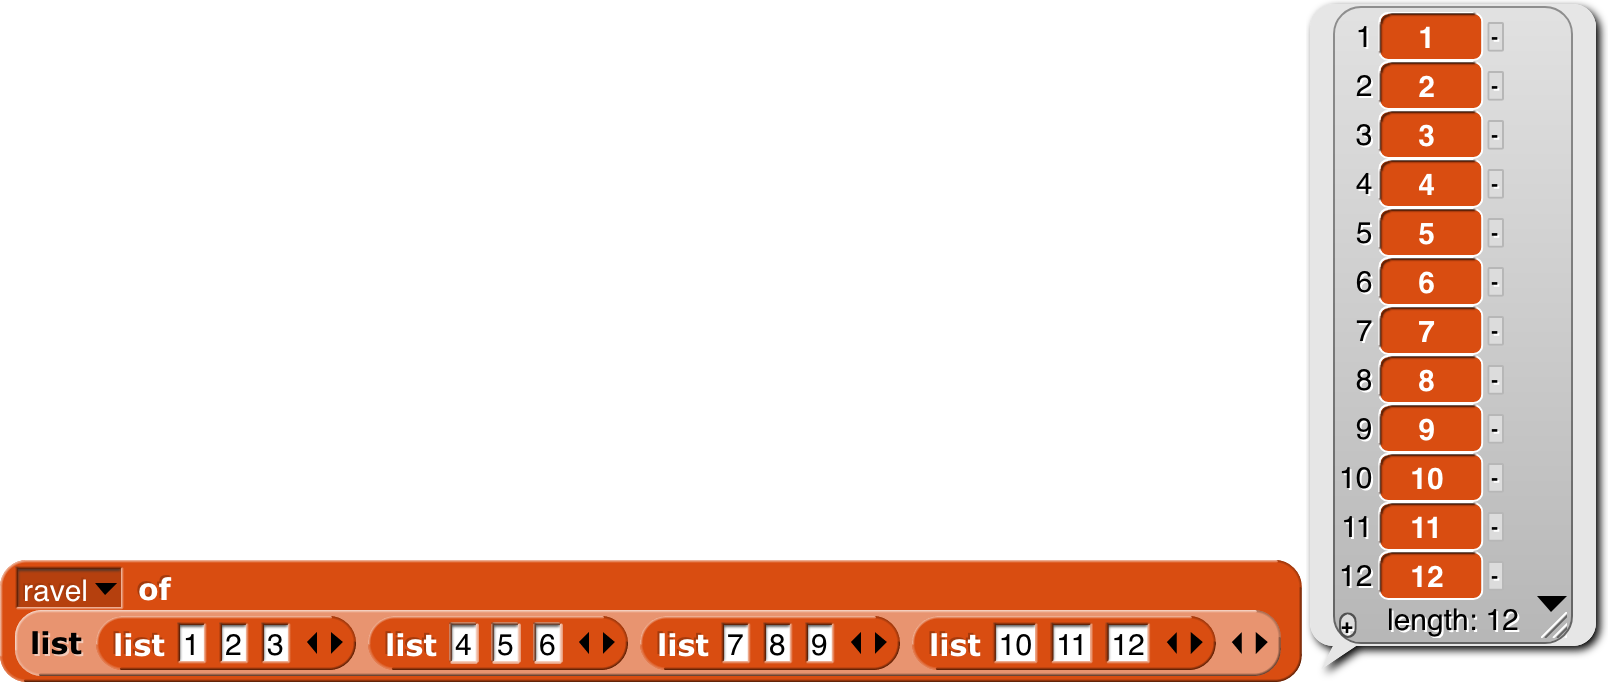 ravel of
list list 1 2 3 list 4 5 6 list 7 8 9 list 10 11 12
1 1 -
2 2 -
3 3 -
4 4 -
5 5 -
6 6 -
7 7 -
8 8 -
9 9 -
10 10 -
11 11 -
12 12 -
+ length: 12